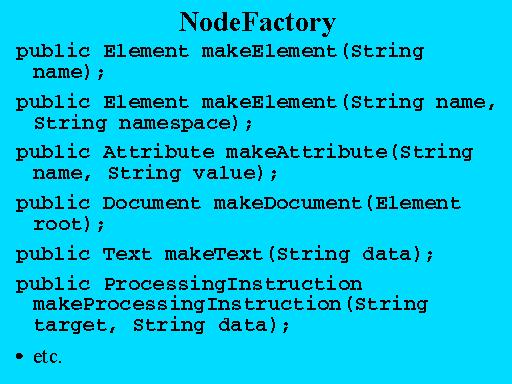 NodeFactory
public Element makeElement(String
name);
public Element makeElement(String name,
String namespace);
public Attribute makeAttribute(String
name, String value);
public Document makeDocument(Element
root);
public Text makeText(String data);
public ProcessingInstruction
makeProcessingInstruction(String
target, String data);
• etc.